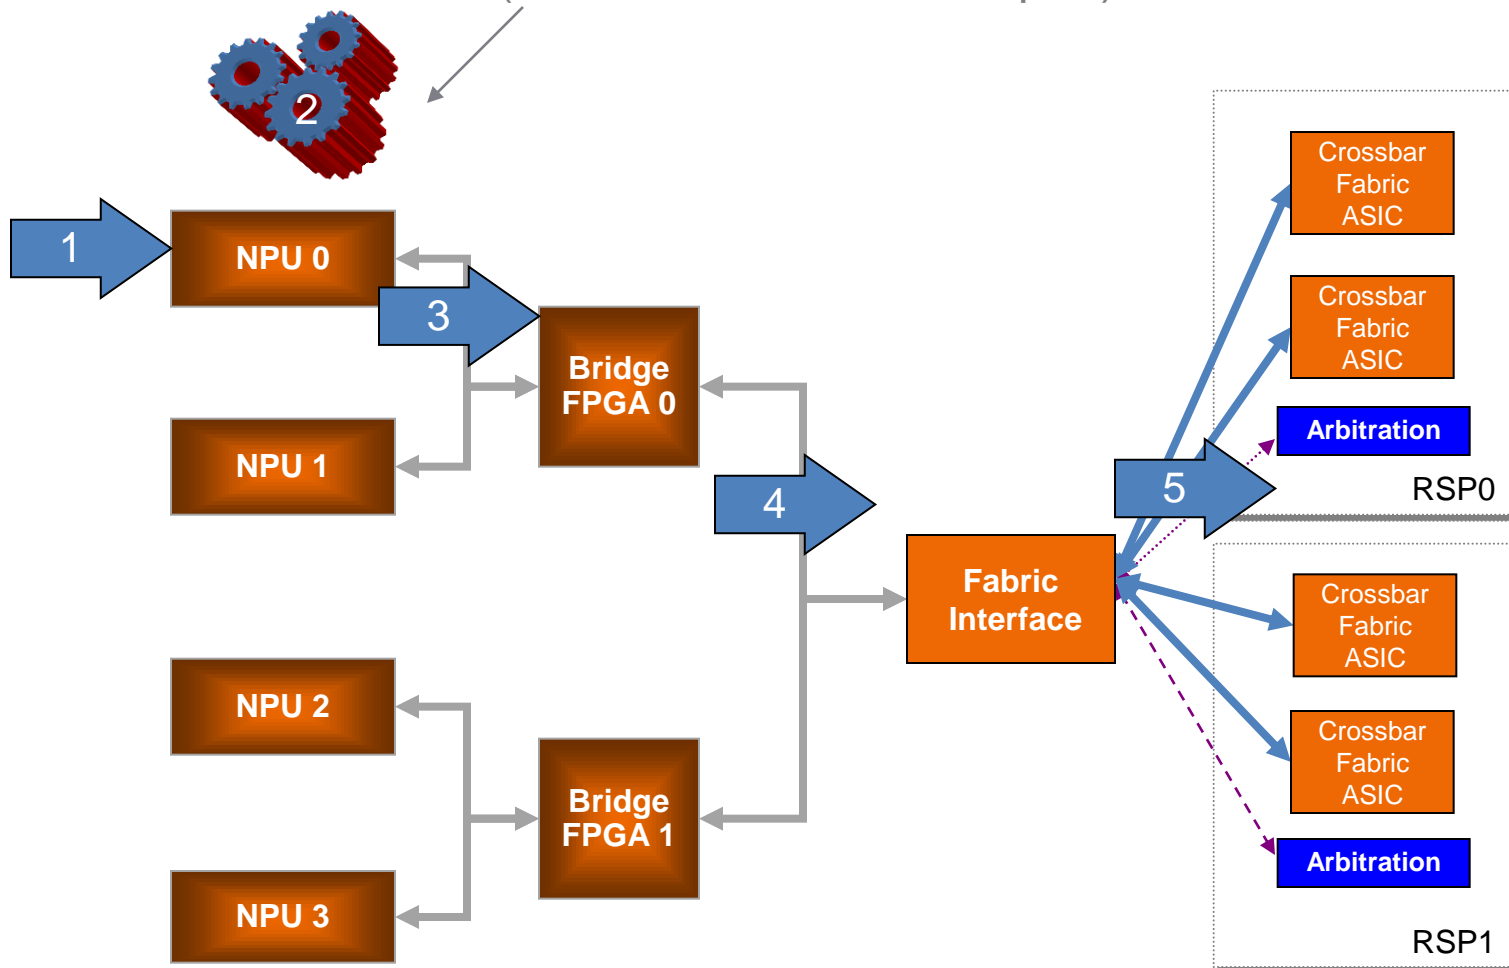 2
1
NPU 0
3
Bridge
FPGA 0
NPU 1
4
Fabric
Interface
NPU 2
Bridge
FPGA 1
NPU 3
Crossbar
Fabric
ASIC
Crossbar
Fabric
ASIC
Arbitration
5
RSP0
Crossbar
Fabric
ASIC
Crossbar
Fabric
ASIC
Arbitration
RSP1